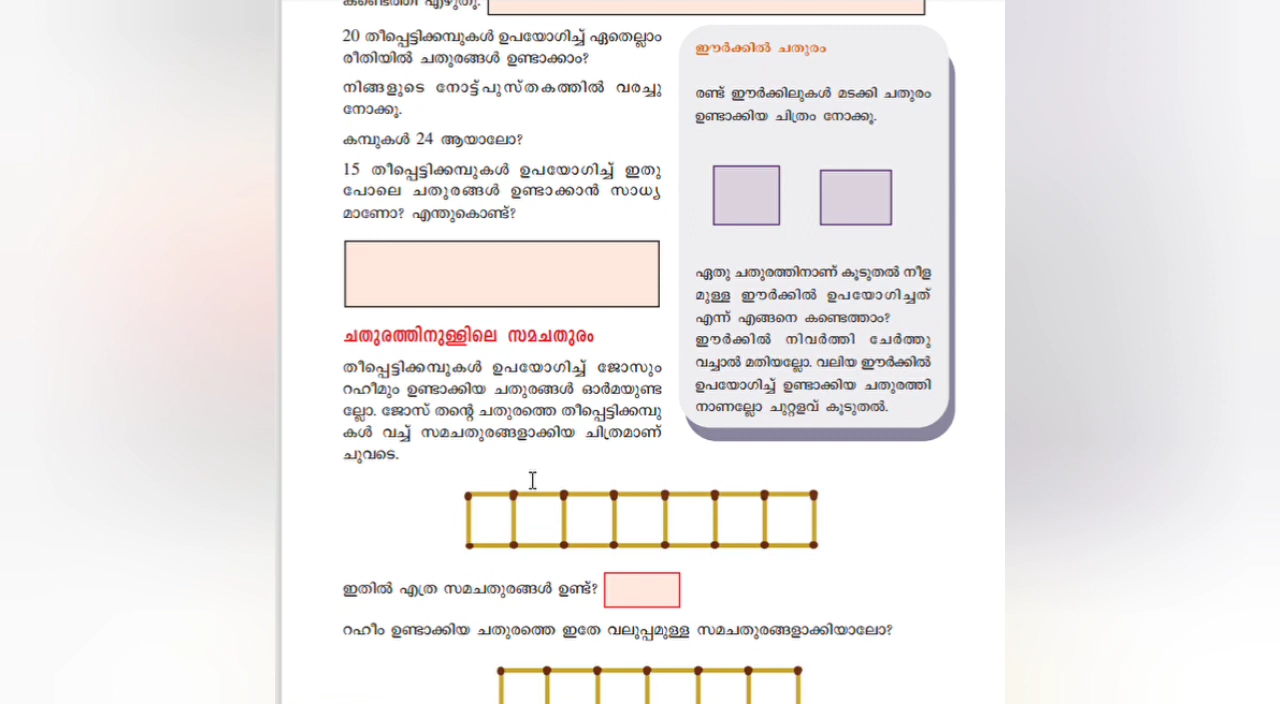 കണ്ടെത്തി എഴുതൂ.
20 തീപ്പെട്ടിക്കമ്പുകൾ ഉപയോഗിച്ച് ഏതെല്ലാം
രീതിയിൽ ചതുരങ്ങൾ ഉണ്ടാക്കാം?
നിങ്ങളുടെ നോട്ട്പുസ്തകത്തിൽ വരച്ചു
നോക്കൂ.
കമ്പുകൾ 24 ആയാലോ?
15 തീപ്പെട്ടിക്കമ്പുകൾ ഉപയോഗിച്ച് ഇതു
പോലെ ചതുരങ്ങൾ ഉണ്ടാക്കാൻ സാധ്യ
മാണോ? എന്തുകൊണ്ട്?
ചതുരത്തിനുള്ളിലെ സമചതുരം
തീപ്പെട്ടിക്കമ്പുകൾ ഉപയോഗിച്ച് ജോസും
റഹീമും ഉണ്ടാക്കിയ ചതുരങ്ങൾ ഓർമയുണ്ട
ല്ലോ. ജോസ് തന്റെ ചതുരത്തെ തീപ്പെട്ടിക്കമ്പു
കൾ വച്ച് സമചതുരങ്ങളാക്കിയ ചിത്രമാണ്
ചുവടെ.
ഈർക്കിൽ ചതുരം
രണ്ട് ഈർക്കിലുകൾ മടക്കി ചതുരം
ഉണ്ടാക്കിയ ചിത്രം നോക്കൂ.
ഏതു ചതുരത്തിനാണ് കൂടുതൽ നീള
മുള്ള ഈർക്കിൽ ഉപയോഗിച്ചത്
എന്ന് എങ്ങനെ കണ്ടെത്താം?
ഈർക്കിൽ നിവർത്തി ചേർത്തു
വച്ചാൽ മതിയല്ലോ. വലിയ ഈർക്കിൽ
ഉപയോഗിച്ച് ഉണ്ടാക്കിയ ചതുരത്തി
നാണല്ലോ ചുറ്റളവ് കൂടുതൽ.
ഇതിൽ എത്ര സമചതുരങ്ങൾ ഉണ്ട്?
റഹീം ഉണ്ടാക്കിയ ചതുരത്തെ ഇതേ വലുപ്പമുള്ള സമചതുരങ്ങളാക്കിയാലോ?